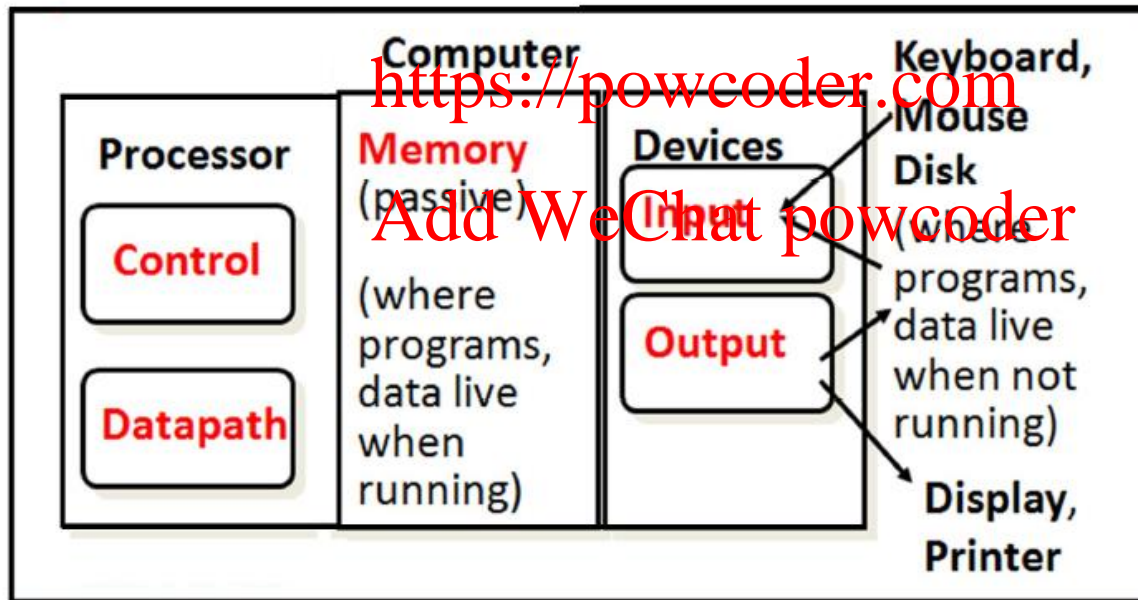 Computer
https://powcoder.com
Add WeChat powcoder
Processor
Control
Datapath
Memory
(passive)
(where
programs,
data live
when
running)
Devices
Input
Output
Keyboard,
Mouse
Disk
(where
programs,
data live
when not
running)
Display,
Printer